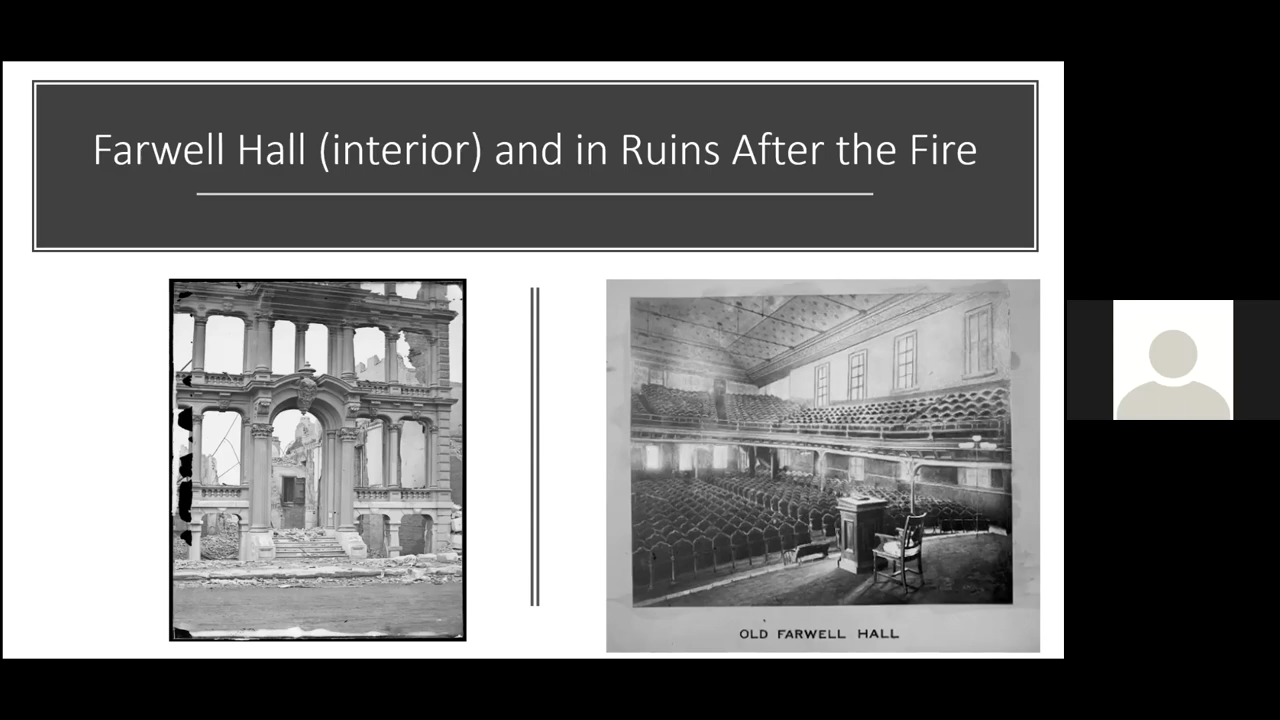 Farwell Hall (interior) and in Ruins After the Fire
OLD FARWELL HALL